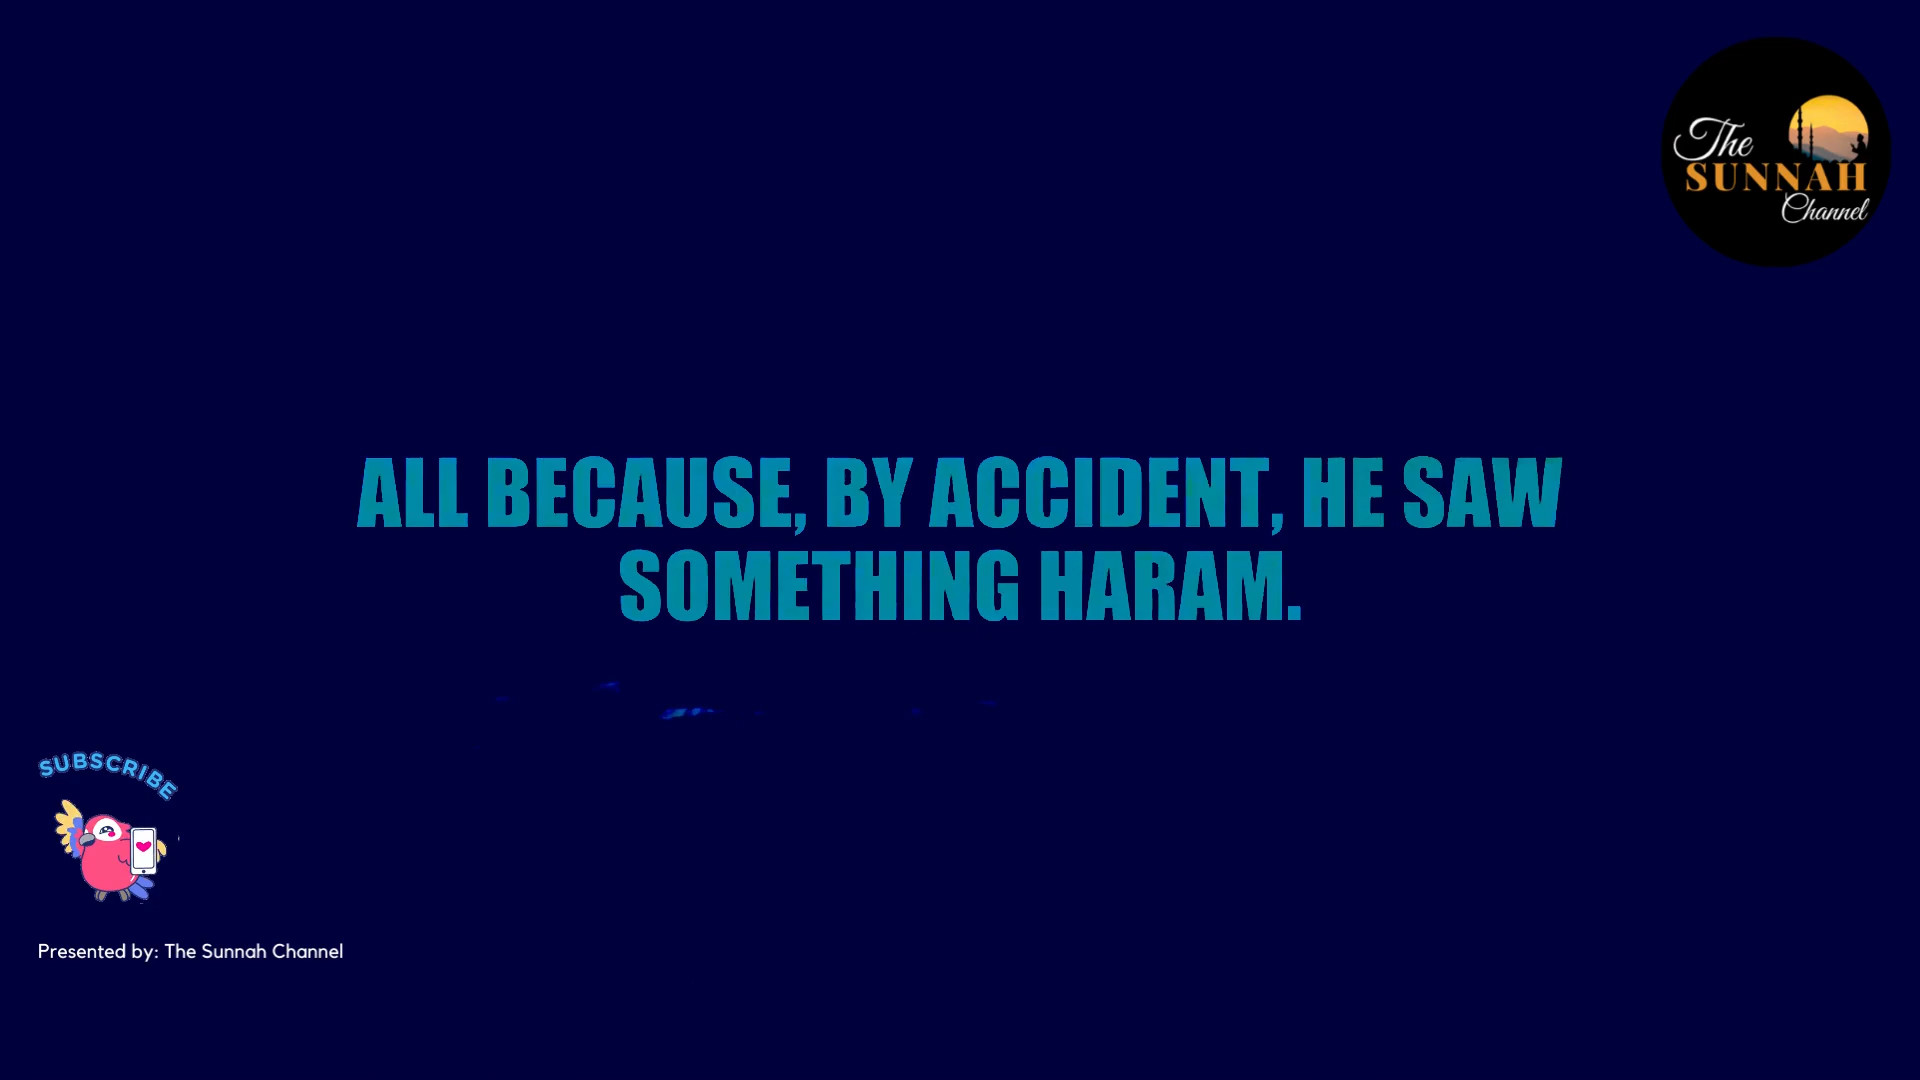 The
SUNNAH
Channel
ALL BECAUSE, BY ACCIDENT, HE SAW
SOMETHING HARAM.
SUBSCRIBE
Presented by: The Sunnah Channel